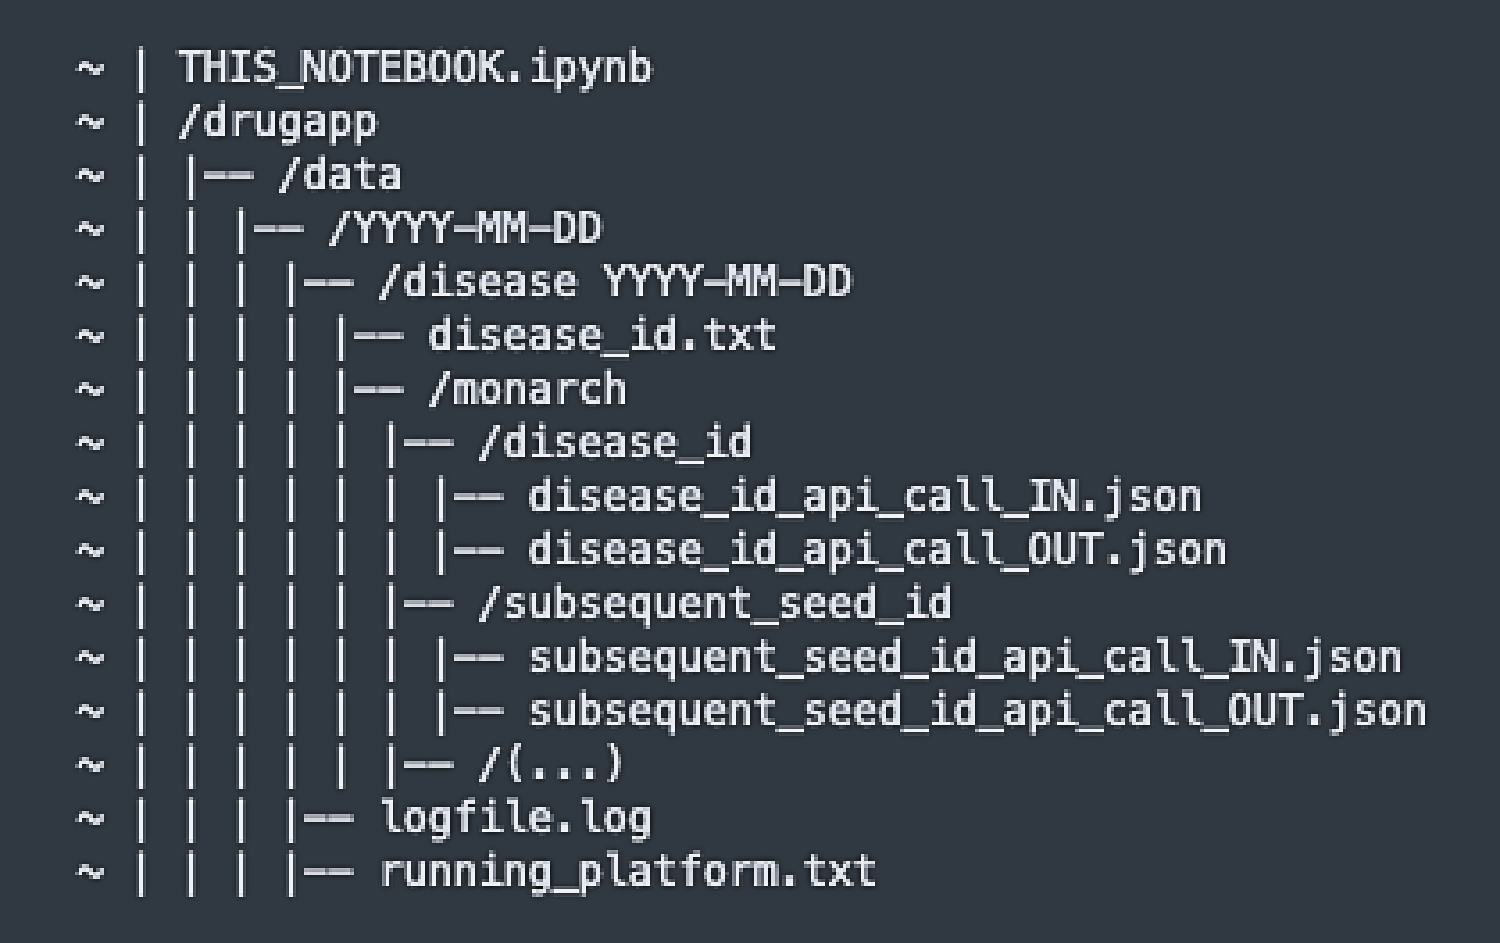 ~ | THIS_NOTEBOOK.ipynb
~ | /drugapp
~ | |-- /data
~ | | |-- /YYYY-MM-DD
~ | | | |-- /disease YYYY-MM-DD
~ | | | | |-- disease_id.txt
~ | | | | |-- /monarch
~ | | | | | |-- /disease_id
~ | | | | | | |-- disease_id_api_call_IN.json
~ | | | | | | |-- disease_id_api_call_OUT.json
~ | | | | | |-- /subsequent_seed_id
~ | | | | | | |-- subsequent_seed_id_api_call_IN.json
~ | | | | | | |-- subsequent_seed_id_api_call_OUT.json
~ | | | | | |-- /(...)
~ | | | |-- logfile.log
~ | | | |-- running_platform.txt